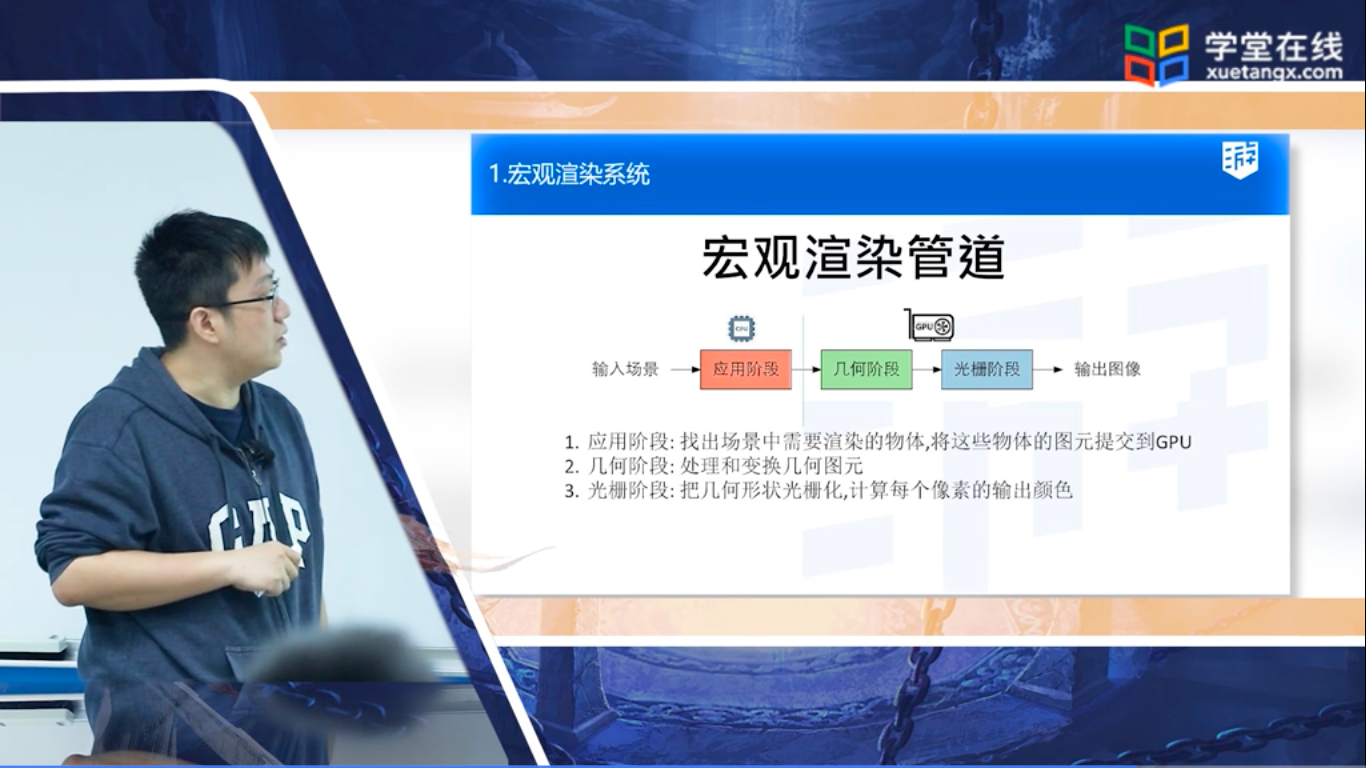 学堂在线
xuetangx.com
1.宏观渲染系统
宏观渲染管道
CPU
GPU
输入场景
应用阶段
几何阶段
光栅阶段
输出图像
1. 应用阶段: 找出场景中需要渲染的物体,将这些物体的图元提交到GPU
2. 几何阶段: 处理和变换几何图元
3. 光栅阶段: 把几何形状光栅化,计算每个像素的输出颜色